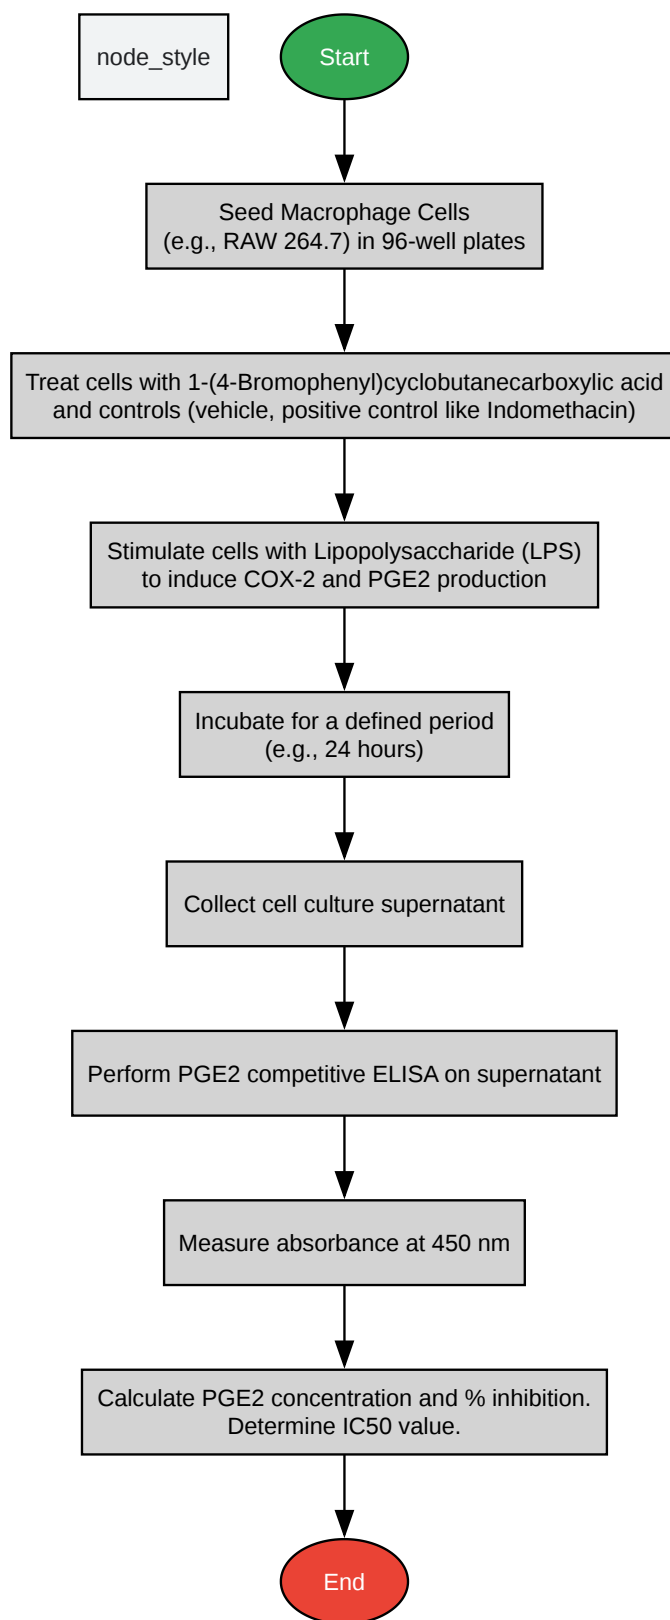 node_style
Start
Seed Macrophage Cells
(e.g., RAW 264.7) in 96-well plates
Treat cells with 1-(4-Bromophenyl)cyclobutanecarboxylic acid
and controls (vehicle, positive control like Indomethacin)
Stimulate cells with Lipopolysaccharide (LPS)
to induce COX-2 and PGE2 production
Incubate for a defined period
(e.g., 24 hours)
Collect cell culture supernatant
Perform PGE2 competitive ELISA on supernatant
Measure absorbance at 450 nm
Calculate PGE2 concentration and % inhibition.
Determine IC50 value.
End